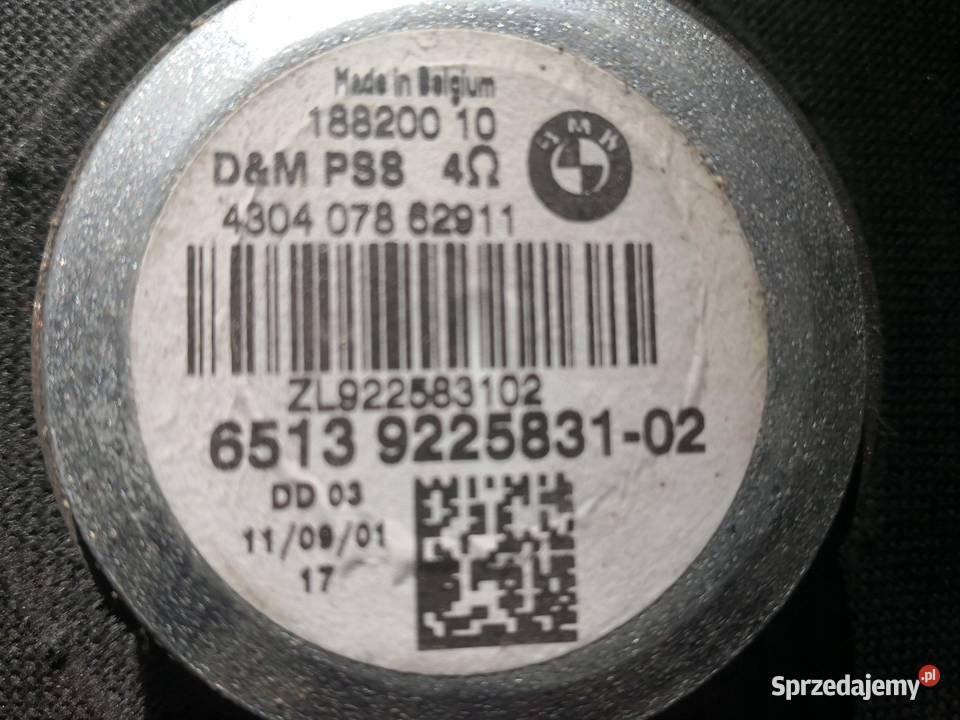 Made in Belgium
188200 10
D&M PS8 4Ω
BMW
4304 078 62911
ZL922583102
6513 9225831-02
DD 03
11/09/01
17
Sprzedajemy.pl